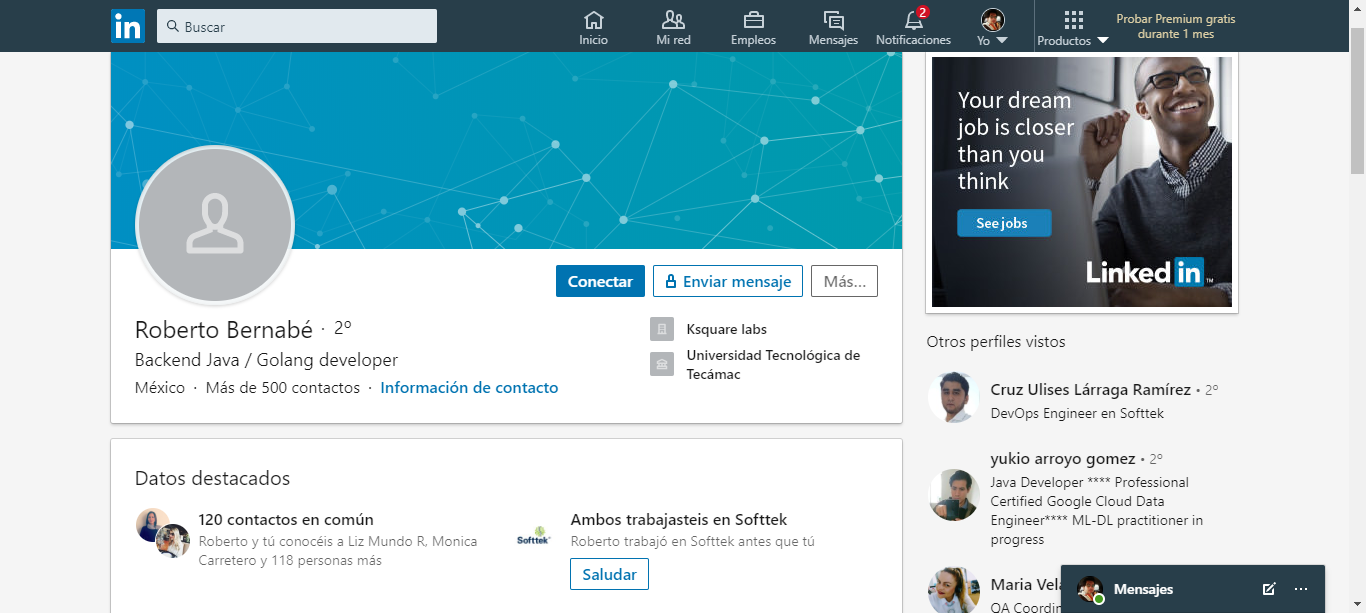 in
Buscar
Inicio
Mi red
Empleos
Mensajes
2
Notificaciones
Yo
Productos
Probar Premium gratis
durante 1 mes
Your dream
job is closer
than you
think
See jobs
Linked in ™
Conectar
Enviar mensaje
Más...
Roberto Bernabé · 2º
Backend Java / Golang developer
México · Más de 500 contactos · Información de contacto
Ksquare labs
Universidad Tecnológica de
Tecámac
Datos destacados
120 contactos en común
Roberto y tú conocéis a Liz Mundo R, Monica
Carretero y 118 personas más
Softtek
Ambos trabajasteis en Softtek
Roberto trabajó en Softtek antes que tú
Saludar
Otros perfiles vistos
Cruz Ulises Lárraga Ramírez • 2º
DevOps Engineer en Softtek
yukio arroyo gomez • 2º
Java Developer **** Professional
Certified Google Cloud Data
Engineer**** ML-DL practitioner in
progress
Maria
QA
Mensajes